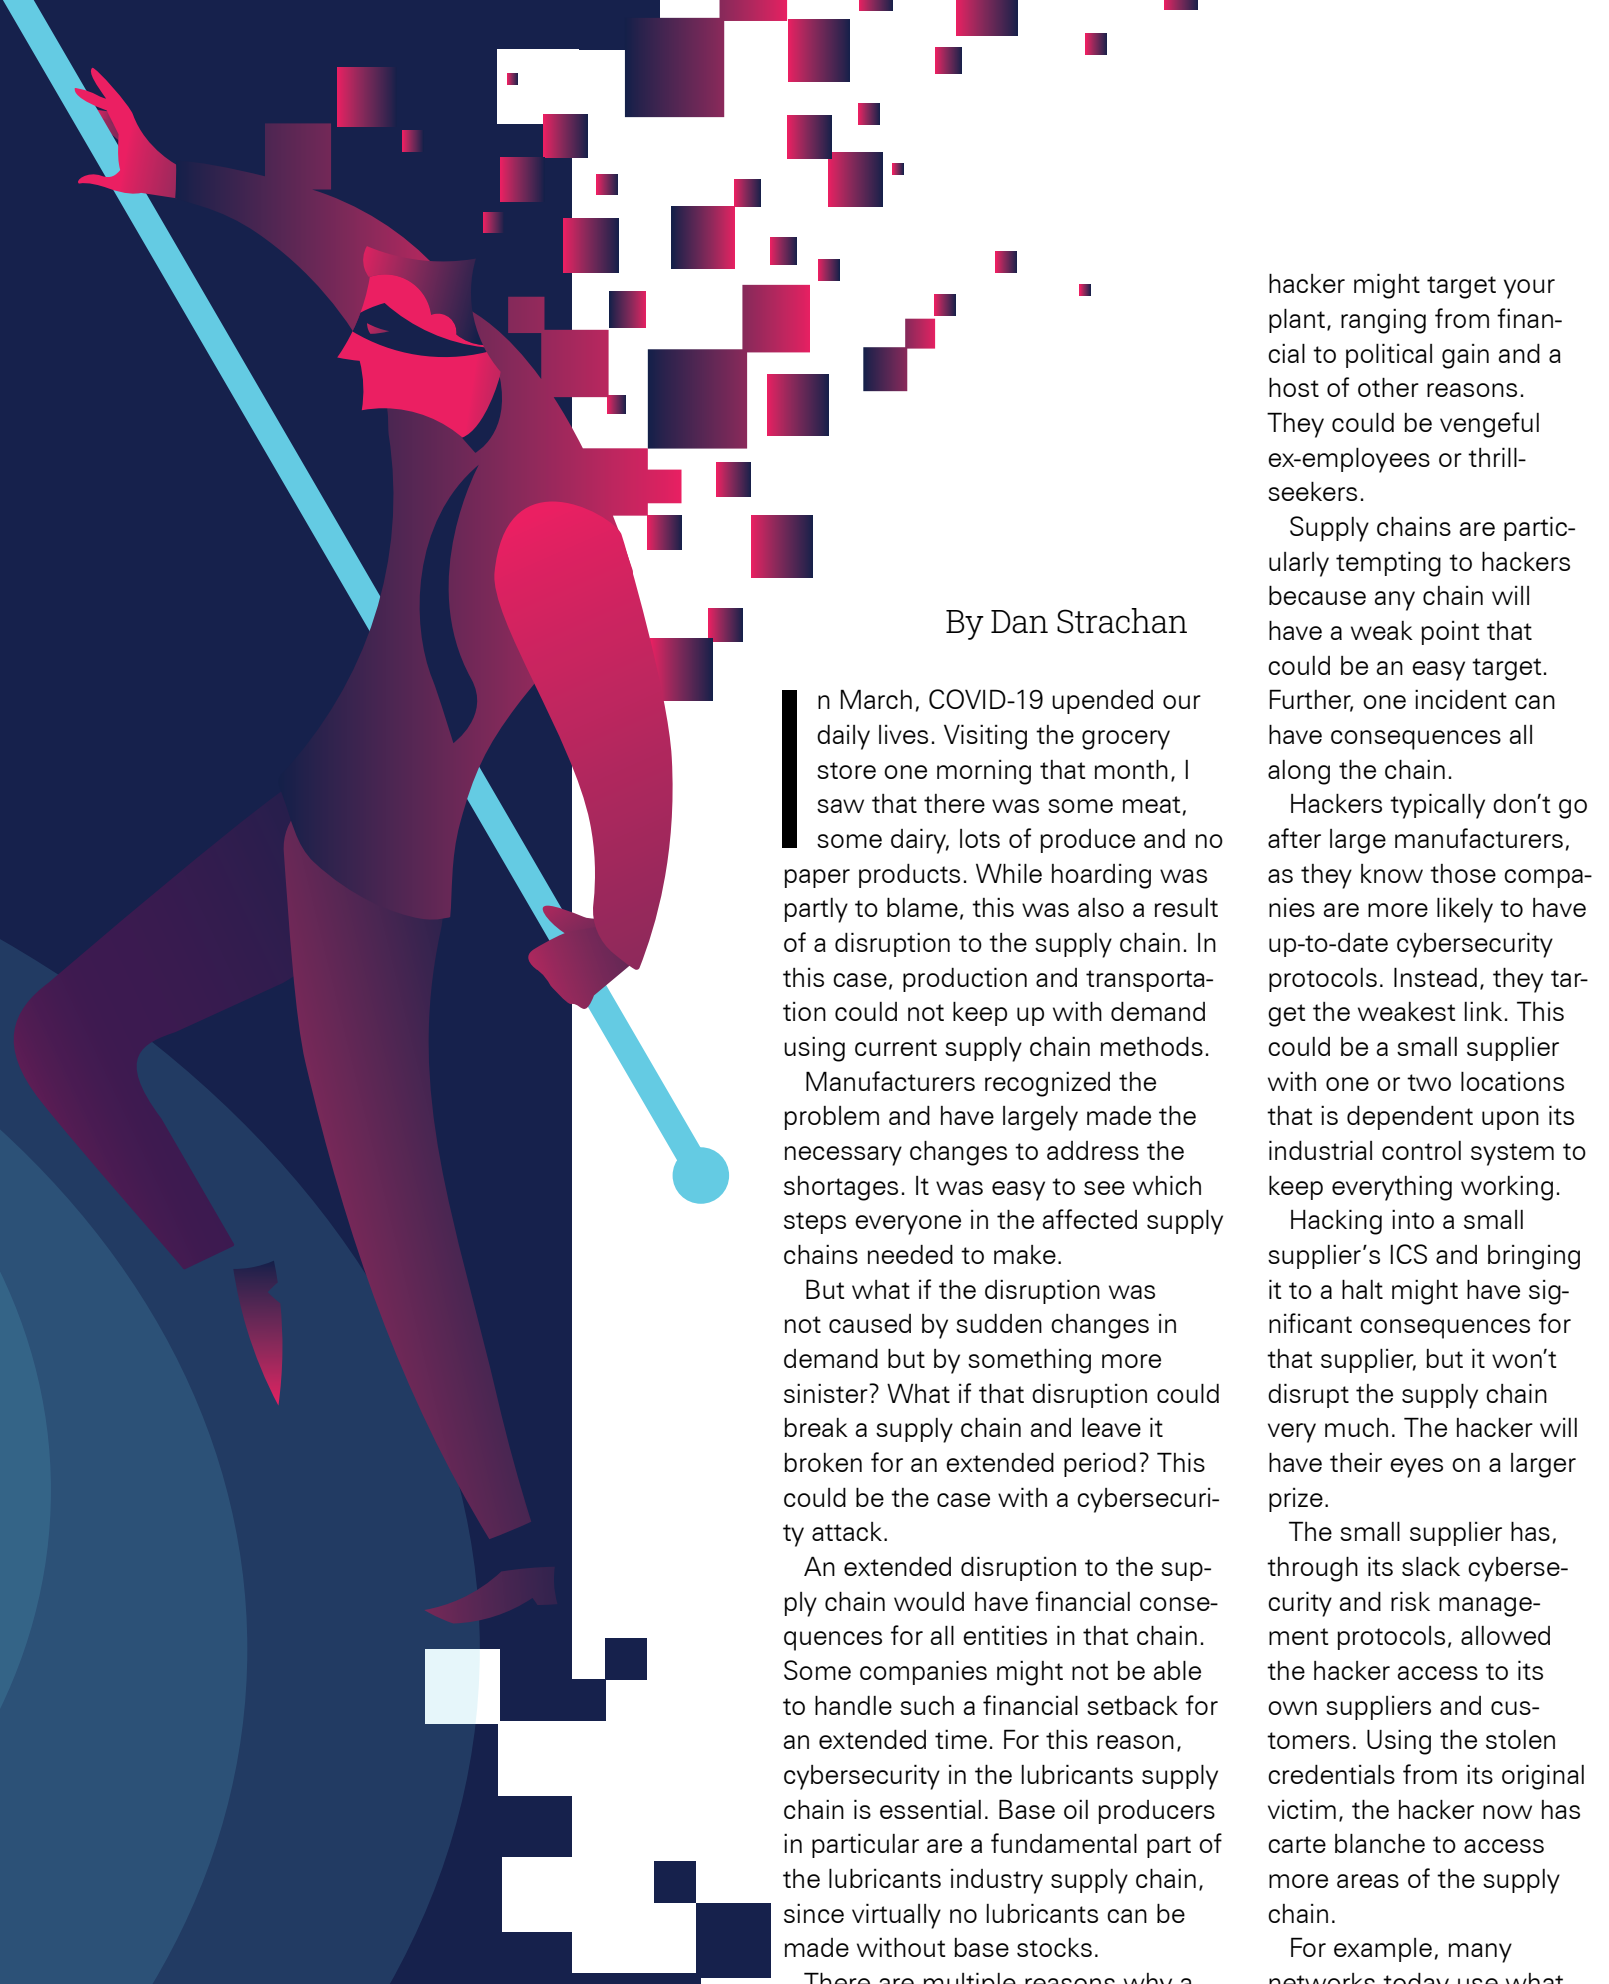 By Dan Strachan
In March, COVID-19 upended our
daily lives. Visiting the grocery
store one morning that month, I
saw that there was some meat,
some dairy, lots of produce and no
paper products. While hoarding was
partly to blame, this was also a result
of a disruption to the supply chain. In
this case, production and transporta-
tion could not keep up with demand
using current supply chain methods.
Manufacturers recognized the
problem and have largely made the
necessary changes to address the
shortages. It was easy to see which
steps everyone in the affected supply
chains needed to make.
But what if the disruption was
not caused by sudden changes in
demand but by something more
sinister? What if that disruption could
break a supply chain and leave it
broken for an extended period? This
could be the case with a cybersecuri-
ty attack.
An extended disruption to the sup-
ply chain would have financial conse-
quences for all entities in that chain.
Some companies might not be able
to handle such a financial setback for
an extended time. For this reason,
cybersecurity in the lubricants supply
chain is essential. Base oil producers
in particular are a fundamental part of
the lubricants industry supply chain,
since virtually no lubricants can be
made without base stocks.
There are multiple reasons why a
hacker might target your
plant, ranging from finan-
cial to political gain and a
host of other reasons.
They could be vengeful
ex-employees or thrill-
seekers.
Supply chains are partic-
ularly tempting to hackers
because any chain will
have a weak point that
could be an easy target.
Further, one incident can
have consequences all
along the chain.
Hackers typically don’t go
after large manufacturers,
as they know those compa-
nies are more likely to have
up-to-date cybersecurity
protocols. Instead, they tar-
get the weakest link. This
could be a small supplier
with one or two locations
that is dependent upon its
industrial control system to
keep everything working.
Hacking into a small
supplier’s ICS and bringing
it to a halt might have sig-
nificant consequences for
that supplier, but it won’t
disrupt the supply chain
very much. The hacker will
have their eyes on a larger
prize.
The small supplier has,
through its slack cyberse-
curity and risk manage-
ment protocols, allowed
the hacker access to its
own suppliers and cus-
tomers. Using the stolen
credentials from its original
victim, the hacker now has
carte blanche to access
more areas of the supply
chain.
For example, many
networks today use what